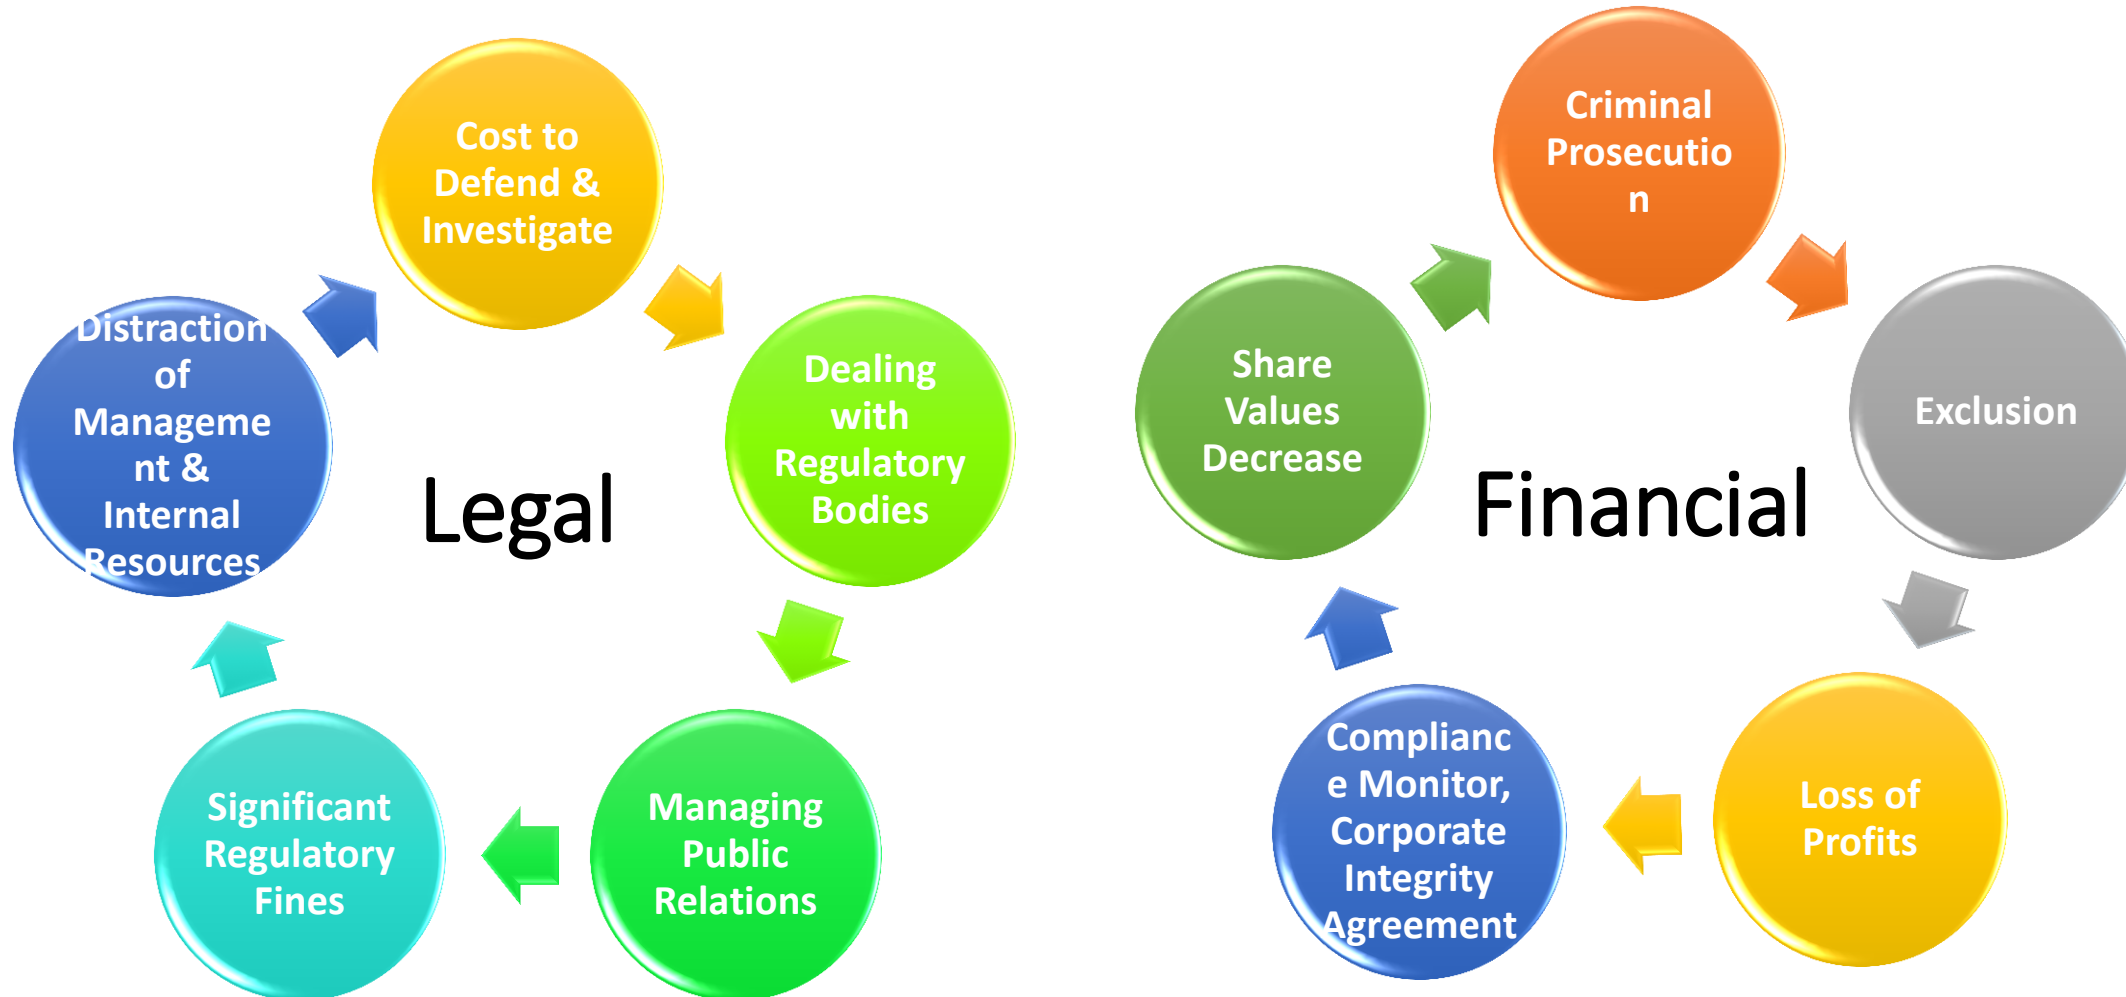 Cost to
Defend &
Investigate
Dealing
with
Regulatory
Bodies
Managing
Public
Relations
Significant
Regulatory
Fines
Distraction
of
Manageme
nt &
Internal
Resources
Legal
Criminal
Prosecutio
n
Exclusion
Loss of
Profits
Complianc
e Monitor,
Corporate
Integrity
Agreement
Share
Values
Decrease
Financial